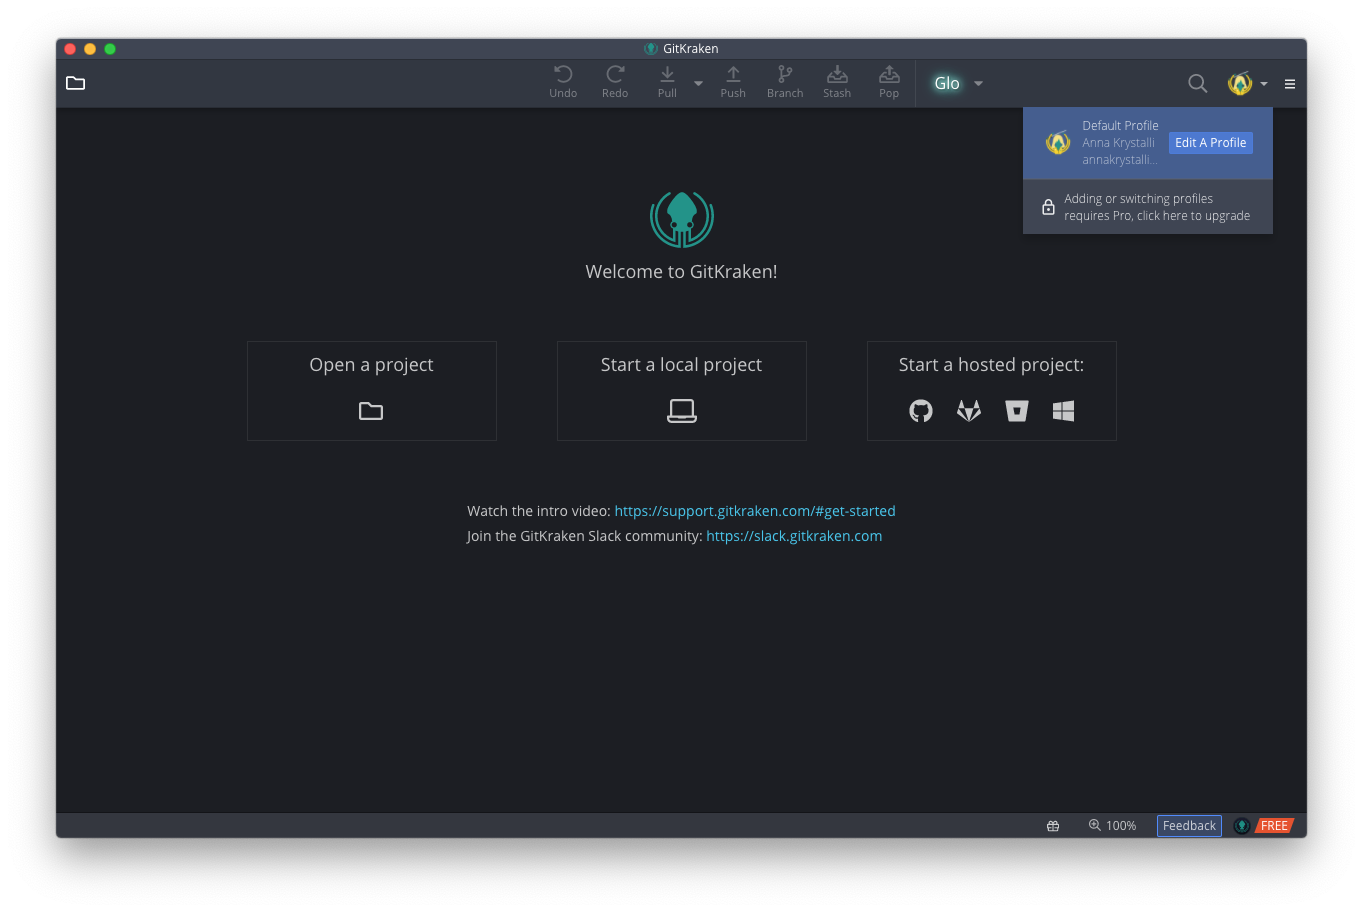 GitKraken
Undo
Redo
Pull
Push
Branch
Stash
Pop
Glo
Default Profile
Anna Krystalli
annakrystalli...
Edit A Profile
Adding or switching profiles
requires Pro, click here to upgrade
Welcome to GitKraken!
Open a project
Start a local project
Start a hosted project:
Watch the intro video: https://support.gitkraken.com/#get-started
Join the GitKraken Slack community: https://slack.gitkraken.com
100%
Feedback
FREE